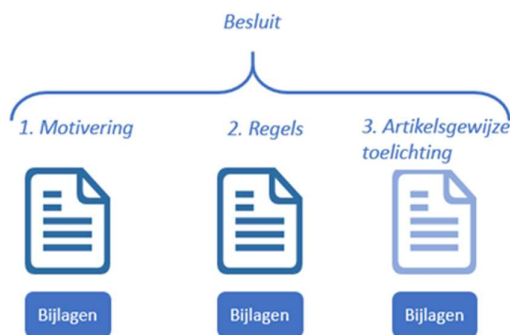 Besluit
1. Motivering
2. Regels
3. Artikelsgewijze
toelichting
Bijlagen
Bijlagen
Bijlagen